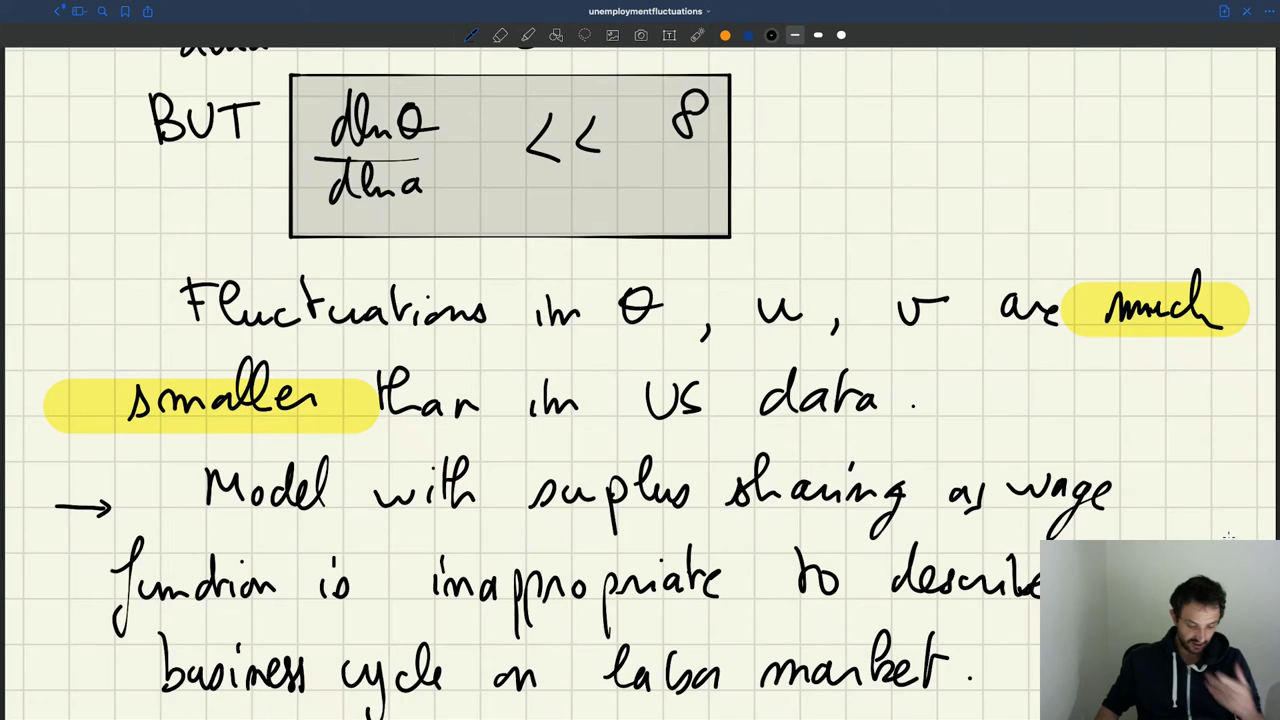 unemploymentfluctuations
BUT dlnθ/dlna << 8
Fluctuations in θ, u, v are much
smaller than in US data.
→ Model with surplus sharing as wage
function is inappropriate to describe
business cycle on labor market.